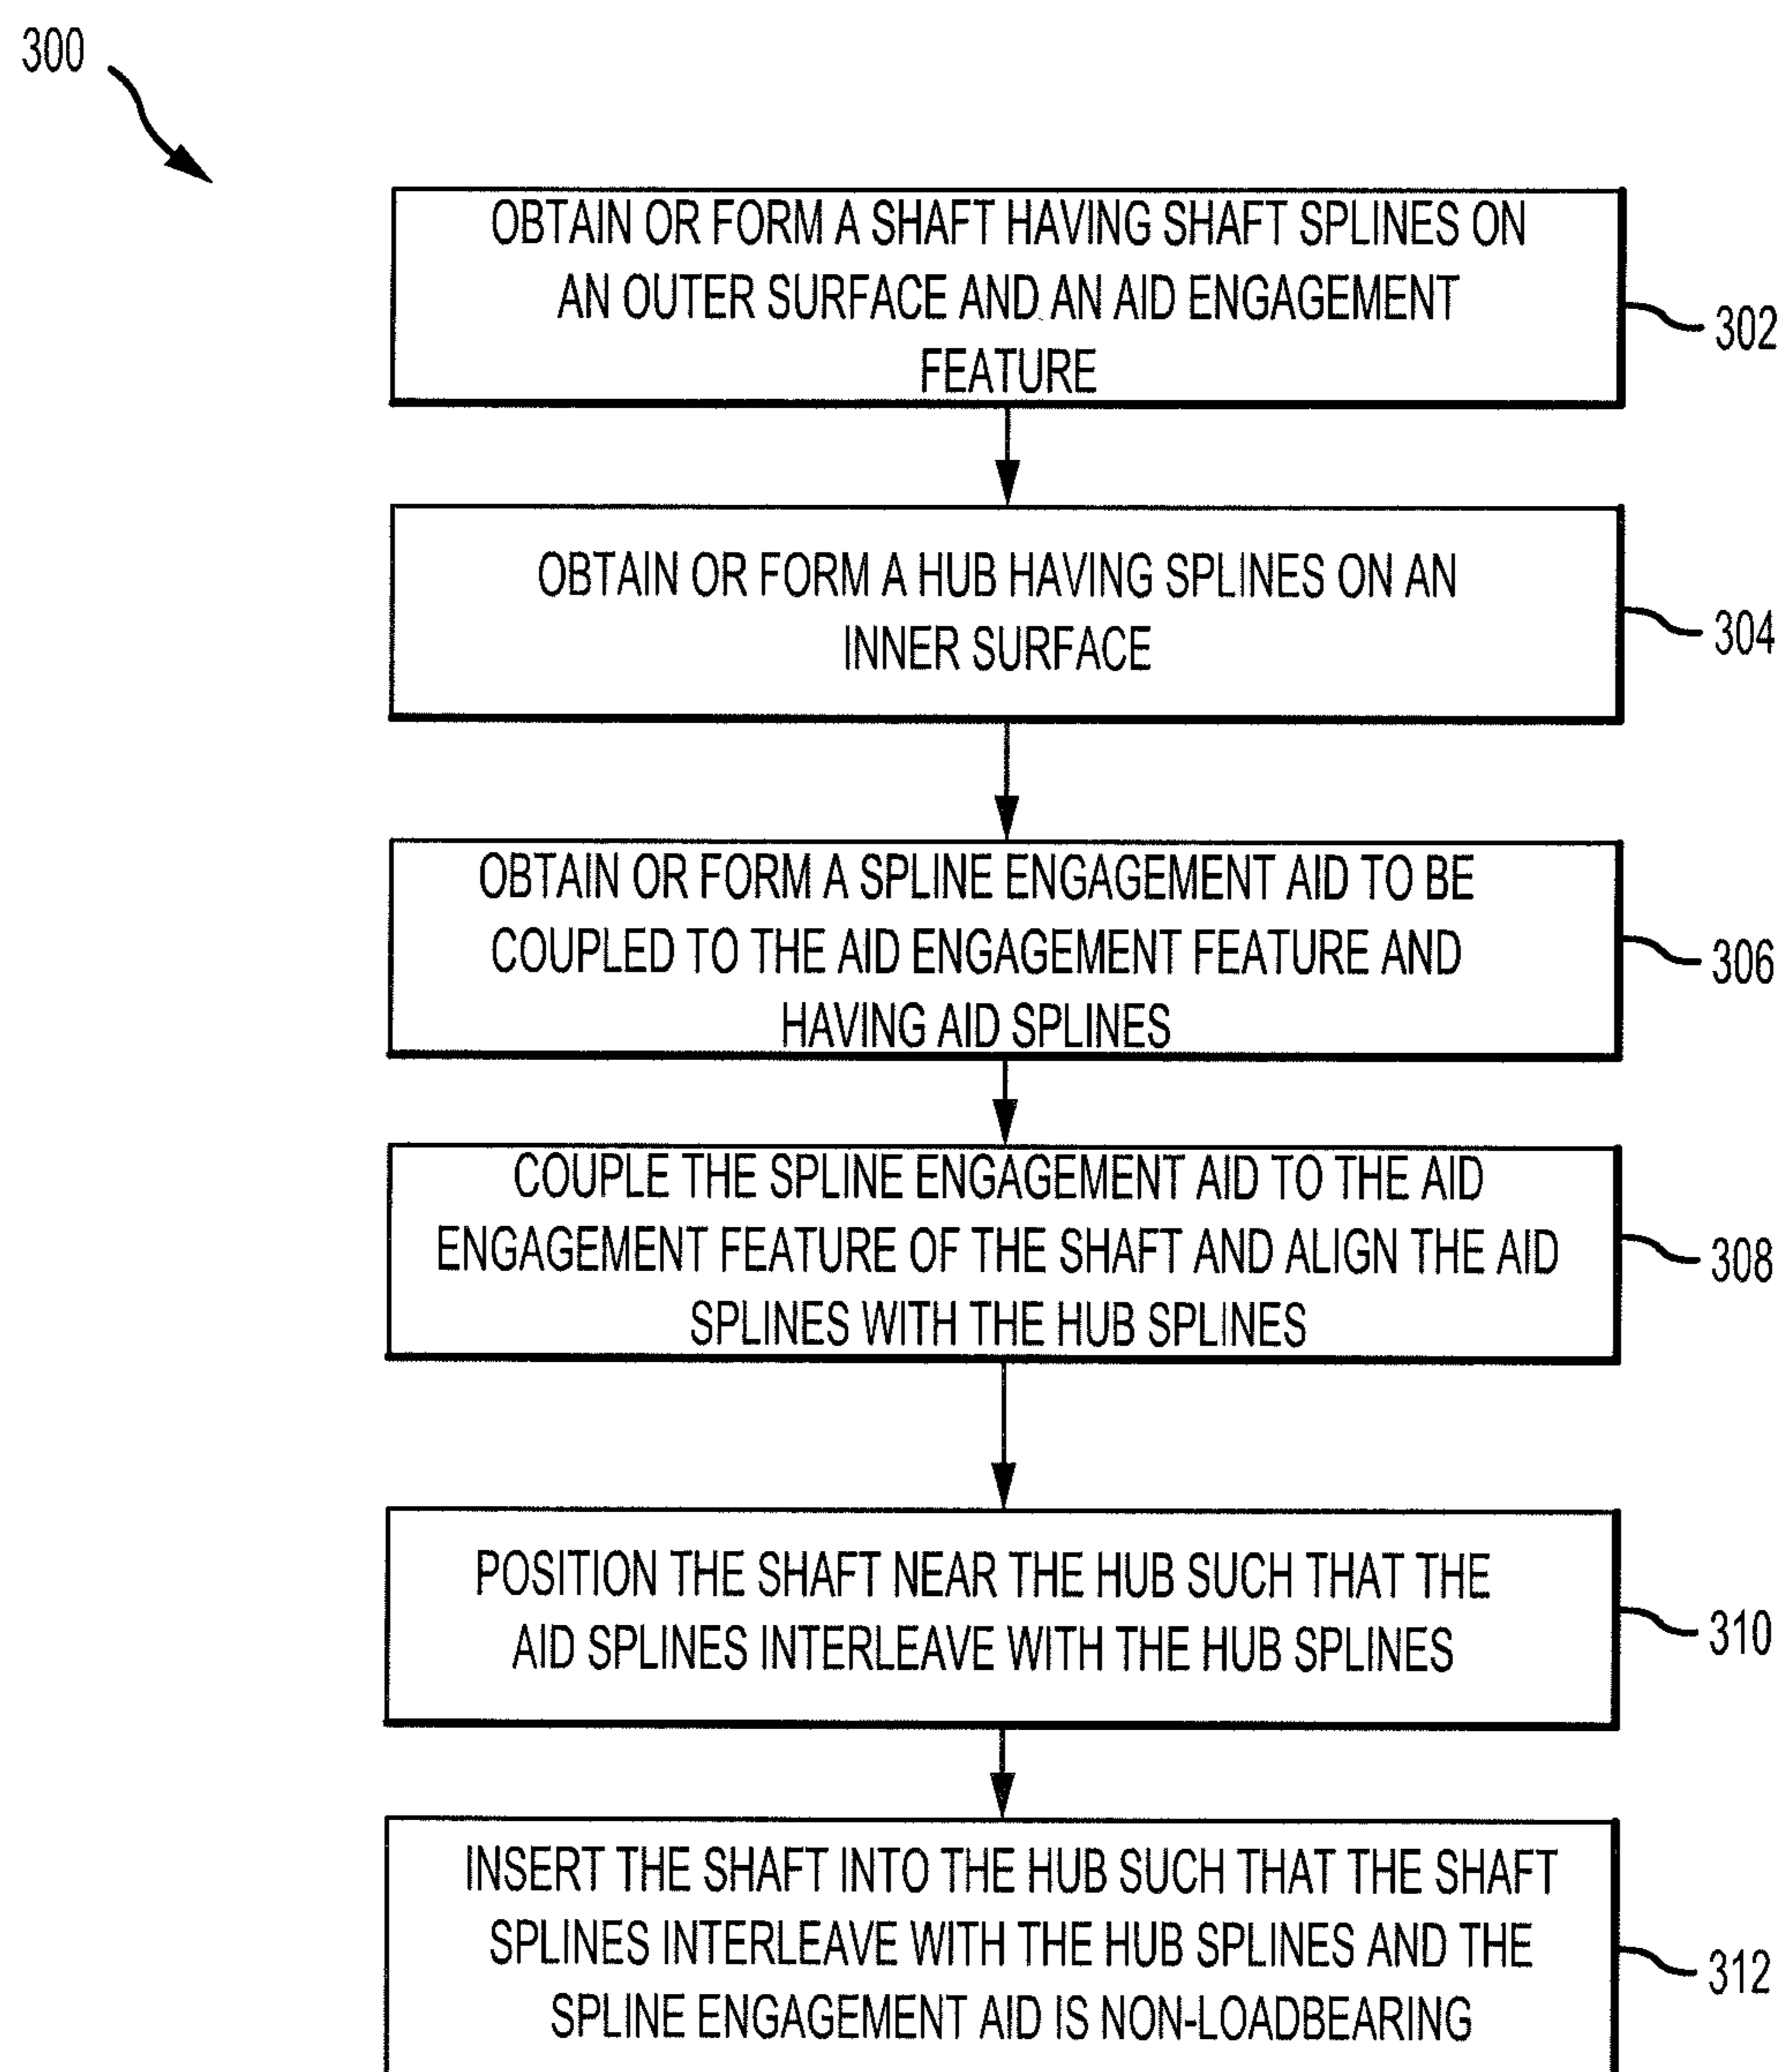 300
OBTAIN OR FORM A SHAFT HAVING SHAFT SPLINES ON
AN OUTER SURFACE AND AN AID ENGAGEMENT
FEATURE
302
OBTAIN OR FORM A HUB HAVING SPLINES ON AN
INNER SURFACE
304
OBTAIN OR FORM A SPLINE ENGAGEMENT AID TO BE
COUPLED TO THE AID ENGAGEMENT FEATURE AND
HAVING AID SPLINES
306
COUPLE THE SPLINE ENGAGEMENT AID TO THE AID
ENGAGEMENT FEATURE OF THE SHAFT AND ALIGN THE AID
SPLINES WITH THE HUB SPLINES
308
POSITION THE SHAFT NEAR THE HUB SUCH THAT THE
AID SPLINES INTERLEAVE WITH THE HUB SPLINES
310
INSERT THE SHAFT INTO THE HUB SUCH THAT THE SHAFT
SPLINES INTERLEAVE WITH THE HUB SPLINES AND THE
SPLINE ENGAGEMENT AID IS NON-LOADBEARING
312